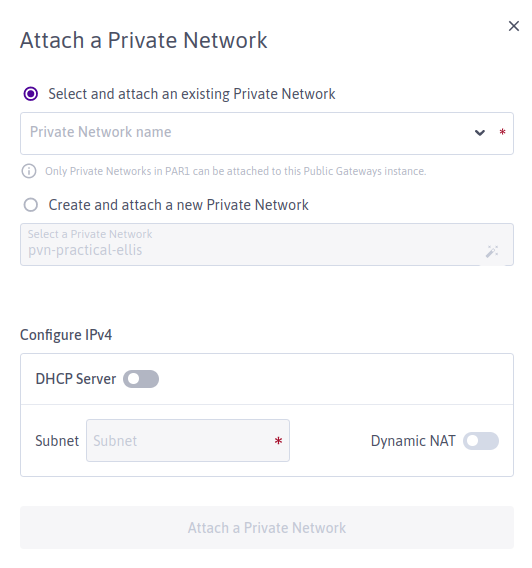 Attach a Private Network
Select and attach an existing Private Network
Private Network name *
Only Private Networks in PAR1 can be attached to this Public Gateways instance.
Create and attach a new Private Network
Select a Private Network
pvn-practical-ellis
Configure IPv4
DHCP Server
Subnet Subnet * Dynamic NAT
Attach a Private Network